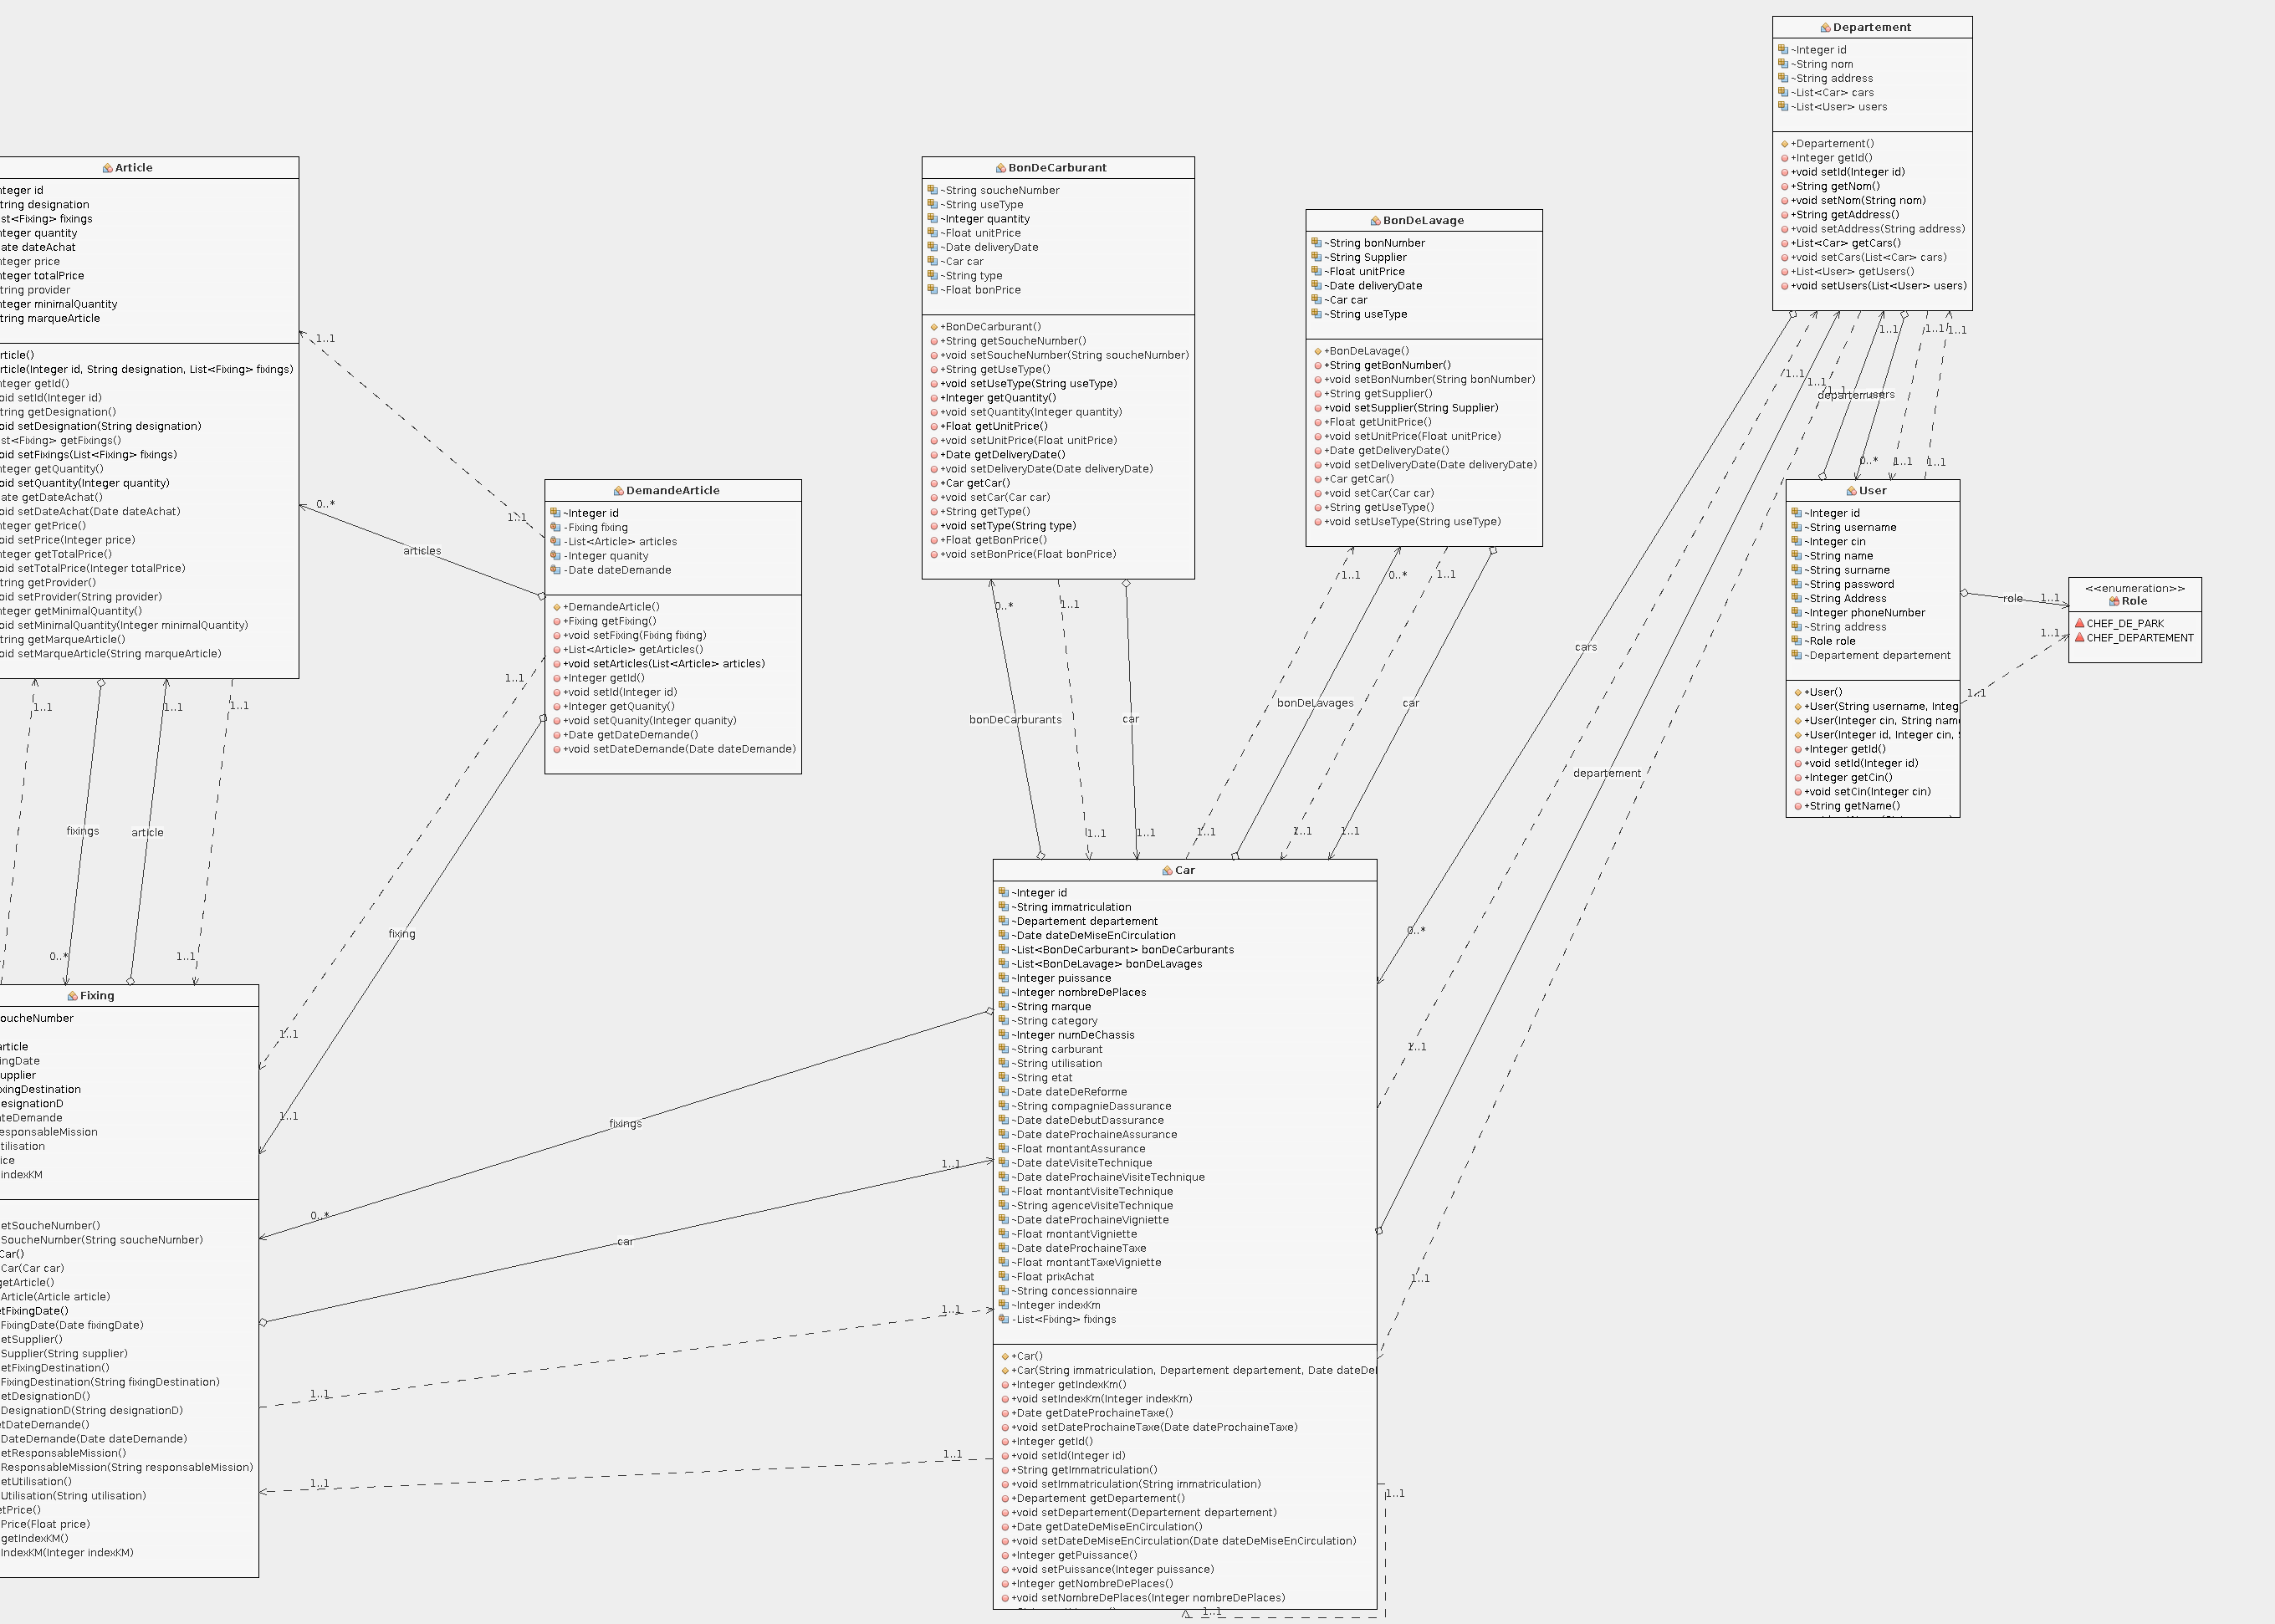 Departement
~Integer id
~String nom
~String address
~List<Car> cars
~List<User> users
+Departement()
+Integer getId()
+void setId(Integer id)
+String getNom()
+void setNom(String nom)
+String getAddress()
+void setAddress(String address)
+List<Car> getCars()
+void setCars(List<Car> cars)
+List<User> getUsers()
+void setUsers(List<User> users)
Article
nteger id
tring designation
st<Fixing> fixings
nteger quantity
ate dateAchat
nteger price
nteger totalPrice
tring provider
nteger minimalQuantity
tring marqueArticle
rticle()
rticle(Integer id, String designation, List<Fixing> fixings)
nteger getId()
oid setId(Integer id)
tring getDesignation()
oid setDesignation(String designation)
st<Fixing> getFixings()
oid setFixings(List<Fixing> fixings)
nteger getQuantity()
oid setQuantity(Integer quantity)
ate getDateAchat()
oid setDateAchat(Date dateAchat)
nteger getPrice()
oid setPrice(Integer price)
nteger getTotalPrice()
oid setTotalPrice(Integer totalPrice)
tring getProvider()
oid setProvider(String provider)
nteger getMinimalQuantity()
oid setMinimalQuantity(Integer minimalQuantity)
tring getMarqueArticle()
oid setMarqueArticle(String marqueArticle)
BonDeCarburant
~String soucheNumber
~String useType
~Integer quantity
~Float unitPrice
~Date deliveryDate
~Car car
~String type
~Float bonPrice
+BonDeCarburant()
+String getSoucheNumber()
+void setSoucheNumber(String soucheNumber)
+String getUseType()
+void setUseType(String useType)
+Integer getQuantity()
+void setQuantity(Integer quantity)
+Float getUnitPrice()
+void setUnitPrice(Float unitPrice)
+Date getDeliveryDate()
+void setDeliveryDate(Date deliveryDate)
+Car getCar()
+void setCar(Car car)
+String getType()
+void setType(String type)
+Float getBonPrice()
+void setBonPrice(Float bonPrice)
BonDeLavage
~String bonNumber
~String Supplier
~Float unitPrice
~Date deliveryDate
~Car car
~String useType
+BonDeLavage()
+String getBonNumber()
+void setBonNumber(String bonNumber)
+String getSupplier()
+void setSupplier(String Supplier)
+Float getUnitPrice()
+void setUnitPrice(Float unitPrice)
+Date getDeliveryDate()
+void setDeliveryDate(Date deliveryDate)
+Car getCar()
+void setCar(Car car)
+String getUseType()
+void setUseType(String useType)
1..1
1..1
1..1
1..1
1..1
1..1
departement
users
0..*
1..1
1..1
1..1
0..*
1..1
articles
DemandeArticle
~Integer id
-Fixing fixing
-List<Article> articles
-Integer quanity
-Date dateDemande
+DemandeArticle()
+Fixing getFixing()
+void setFixing(Fixing fixing)
+List<Article> getArticles()
+void setArticles(List<Article> articles)
+Integer getId()
+void setId(Integer id)
+Integer getQuanity()
+void setQuanity(Integer quanity)
+Date getDateDemande()
+void setDateDemande(Date dateDemande)
User
~Integer id
~String username
~Integer cin
~String name
~String surname
~String password
~String Address
~Integer phoneNumber
~String address
~Role role
~Departement departement
+User()
+User(String username, Integ
+User(Integer cin, String nam
+User(Integer id, Integer cin,
+Integer getId()
+void setId(Integer id)
+Integer getCin()
+void setCin(Integer cin)
+String getName()
role
1..1
1..1
1..1
<<enumeration>>
Role
CHEF_DE_PARK
CHEF_DEPARTEMENT
0..*
1..1
1..1
0..*
1..1
bonDeCarburants
car
bonDeLavages
car
cars
departement
1..1
1..1
1..1
1..1
1..1
1..1
1..1
1..1
1..1
fixings
article
0..*
1..1
fixing
1..1
1..1
0..*
1..1
1..1
Fixing
oucheNumber
article
ingDate
upplier
ixingDestination
esignationD
ateDemande
esponsableMission
tilisation
ice
indexKM
etSoucheNumber()
SoucheNumber(String soucheNumber)
Car()
Car(Car car)
getArticle()
Article(Article article)
etFixingDate()
FixingDate(Date fixingDate)
etSupplier()
Supplier(String supplier)
etFixingDestination()
FixingDestination(String fixingDestination)
etDesignationD()
DesignationD(String designationD)
tDateDemande()
DateDemande(Date dateDemande)
etResponsableMission()
ResponsableMission(String responsableMission)
etUtilisation()
Utilisation(String utilisation)
etPrice()
Price(Float price)
getIndexKM()
IndexKM(Integer indexKM)
fixings
0..*
car
1..1
1..1
1..1
1..1
1..1
Car
~Integer id
~String immatriculation
~Departement departement
~Date dateDeMiseEnCirculation
~List<BonDeCarburant> bonDeCarburants
~List<BonDeLavage> bonDeLavages
~Integer puissance
~Integer nombreDePlaces
~String marque
~String category
~Integer numDeChassis
~String carburant
~String utilisation
~String etat
~Date dateDeReforme
~String compagnieDassurance
~Date dateDebutDassurance
~Date dateProchaineAssurance
~Float montantAssurance
~Date dateVisiteTechnique
~Date dateProchaineVisiteTechnique
~Float montantVisiteTechnique
~String agenceVisiteTechnique
~Date dateProchaineVigniette
~Float montantVigniette
~Date dateProchaineTaxe
~Float montantTaxeVigniette
~Float prixAchat
~String concessionnaire
~Integer indexKm
-List<Fixing> fixings
+Car()
+Car(String immatriculation, Departement departement, Date dateDe
+Integer getIndexKm()
+void setIndexKm(Integer indexKm)
+Date getDateProchaineTaxe()
+void setDateProchaineTaxe(Date dateProchaineTaxe)
+Integer getId()
+void setId(Integer id)
+String getImmatriculation()
+void setImmatriculation(String immatriculation)
+Departement getDepartement()
+void setDepartement(Departement departement)
+Date getDateDeMiseEnCirculation()
+void setDateDeMiseEnCirculation(Date dateDeMiseEnCirculation)
+Integer getPuissance()
+void setPuissance(Integer puissance)
+Integer getNombreDePlaces()
+void setNombreDePlaces(Integer nombreDePlaces)
1..1
1..1